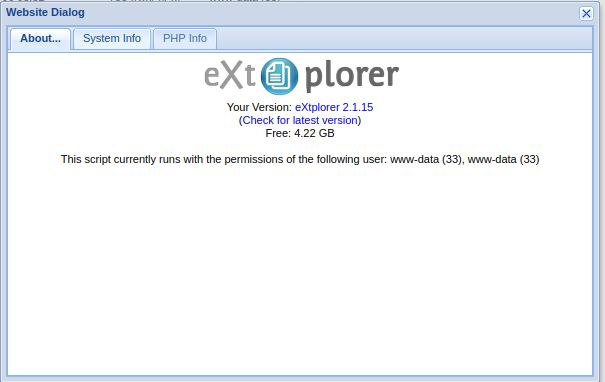 Website Dialog
About... System Info PHP Info
eXtplorer
Your Version: eXtplorer 2.1.15
(Check for latest version)
Free: 4.22 GB
This script currently runs with the permissions of the following user: www-data (33), www-data (33)